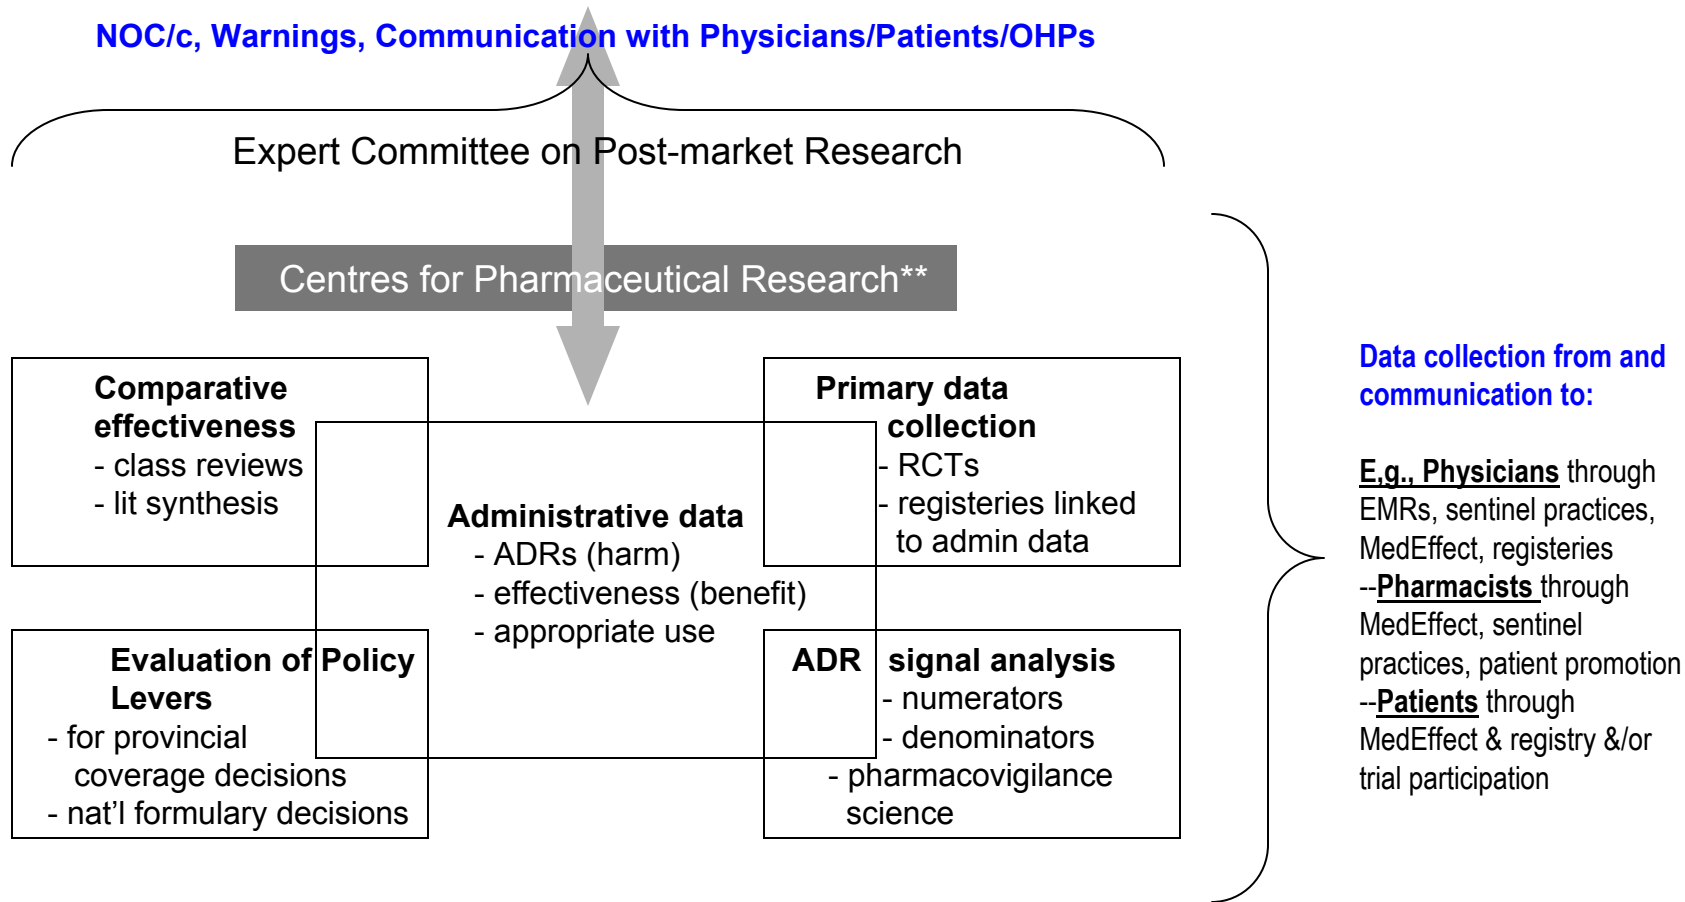 NOC/c, Warnings, Communication with Physicians/Patients/OHPs
Expert Committee on Post-market Research
Centres for Pharmaceutical Research**
Comparative
effectiveness
- class reviews
- lit synthesis
Primary data
collection
- RCTs
- registeries linked
to admin data
Administrative data
- ADRs (harm)
- effectiveness (benefit)
- appropriate use
Evaluation of Policy
Levers
- for provincial
coverage decisions
- nat’l formulary decisions
ADR signal analysis
- numerators
- denominators
- pharmacovigilance
science
Data collection from and
communication to:
E,g., Physicians through
EMRs, sentinel practices,
MedEffect, registeries
--Pharmacists through
MedEffect, sentinel
practices, patient promotion
--Patients through
MedEffect & registry &/or
trial participation